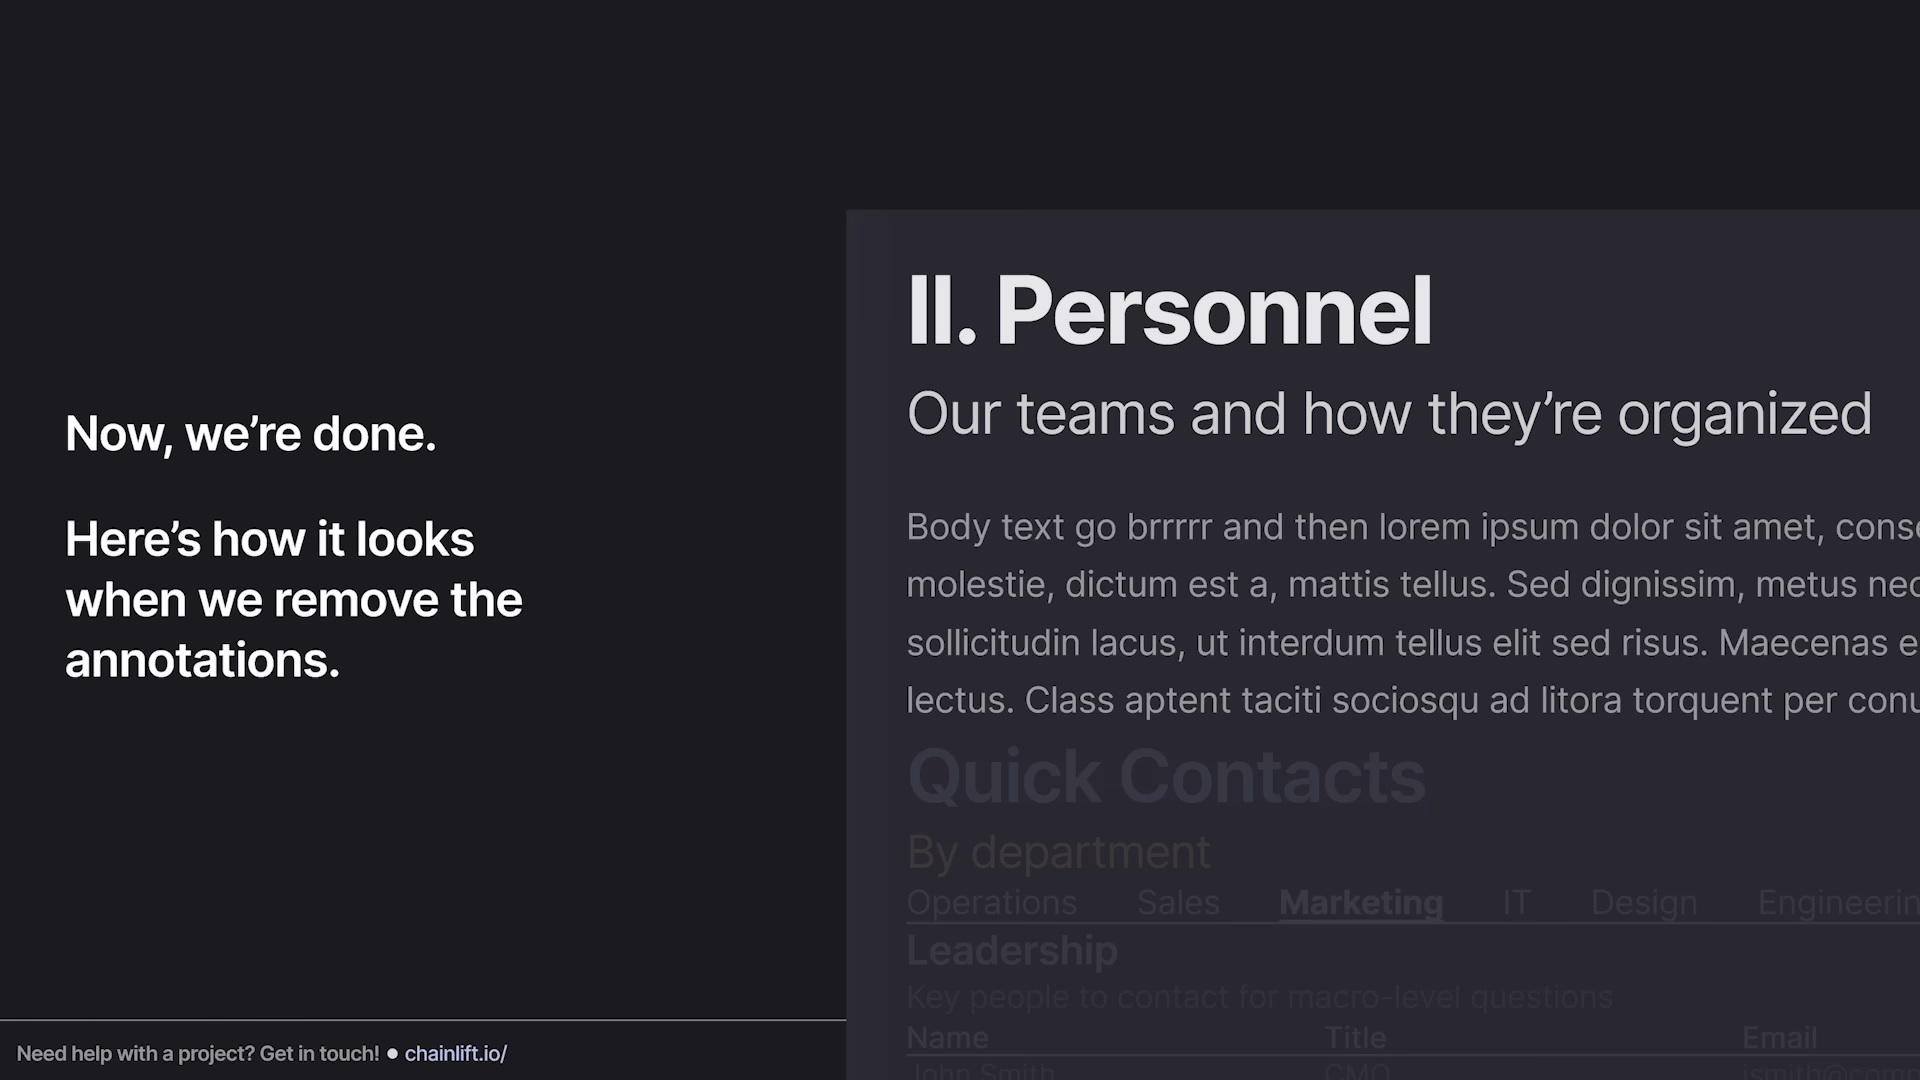 Now, we’re done.
Here’s how it looks
when we remove the
annotations.
Need help with a project? Get in touch! ● chainlift.io/
II. Personnel
Our teams and how they’re organized
Body text go brrrrr and then lorem ipsum dolor sit amet,
molestie, dictum est a, mattis tellus. Sed dignissim, metus
sollicitudin lacus, ut interdum tellus elit sed risus. Maecenas
lectus. Class aptent taciti sociosqu ad litora torquent per
Quick Contacts
By department
Operations Sales Marketing IT Design
Leadership
Key people to contact for macro-level questions
Name Title Email
John Smith CMO